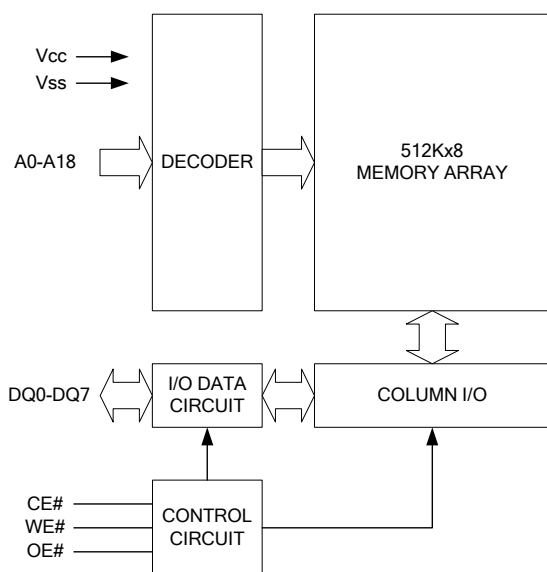 Vcc
Vss
A0-A18
DECODER
512Kx8
MEMORY ARRAY
DQ0-DQ7
I/O DATA
CIRCUIT
COLUMN I/O
CE#
WE#
OE#
CONTROL
CIRCUIT